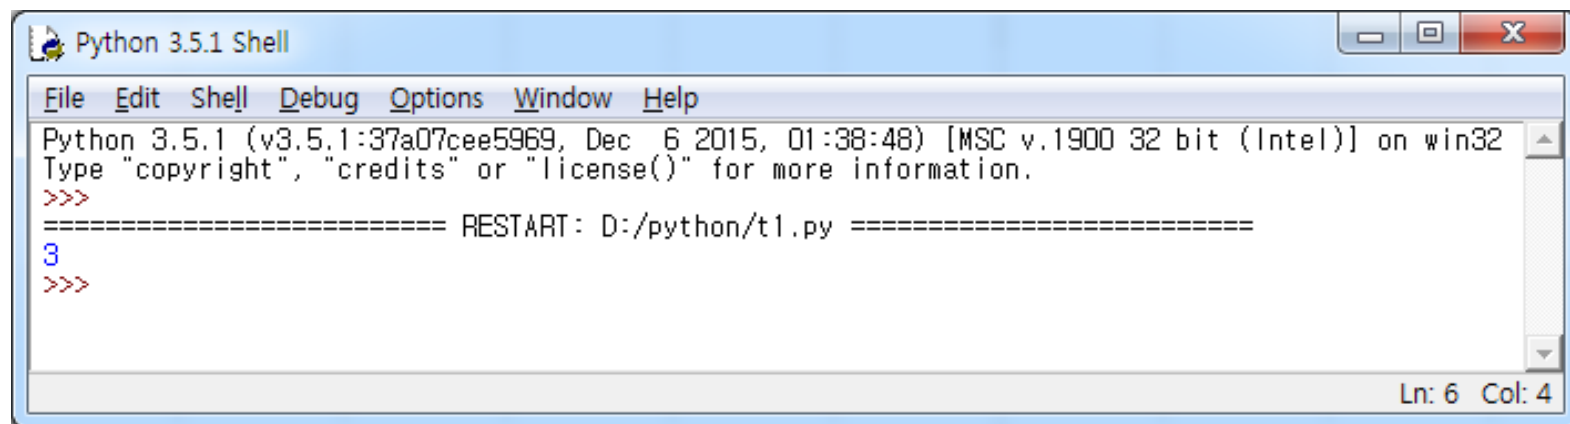 Python 3.5.1 Shell
File Edit Shell Debug Options Window Help
Python 3.5.1 (v3.5.1:37a07cee5969, Dec  6 2015, 01:38:48) [MSC v.1900 32 bit (Intel)] on win32
Type "copyright", "credits" or "license()" for more information.
>>>
========================== RESTART: D:/python/t1.py ==========================
3
>>>
Ln: 6 Col: 4